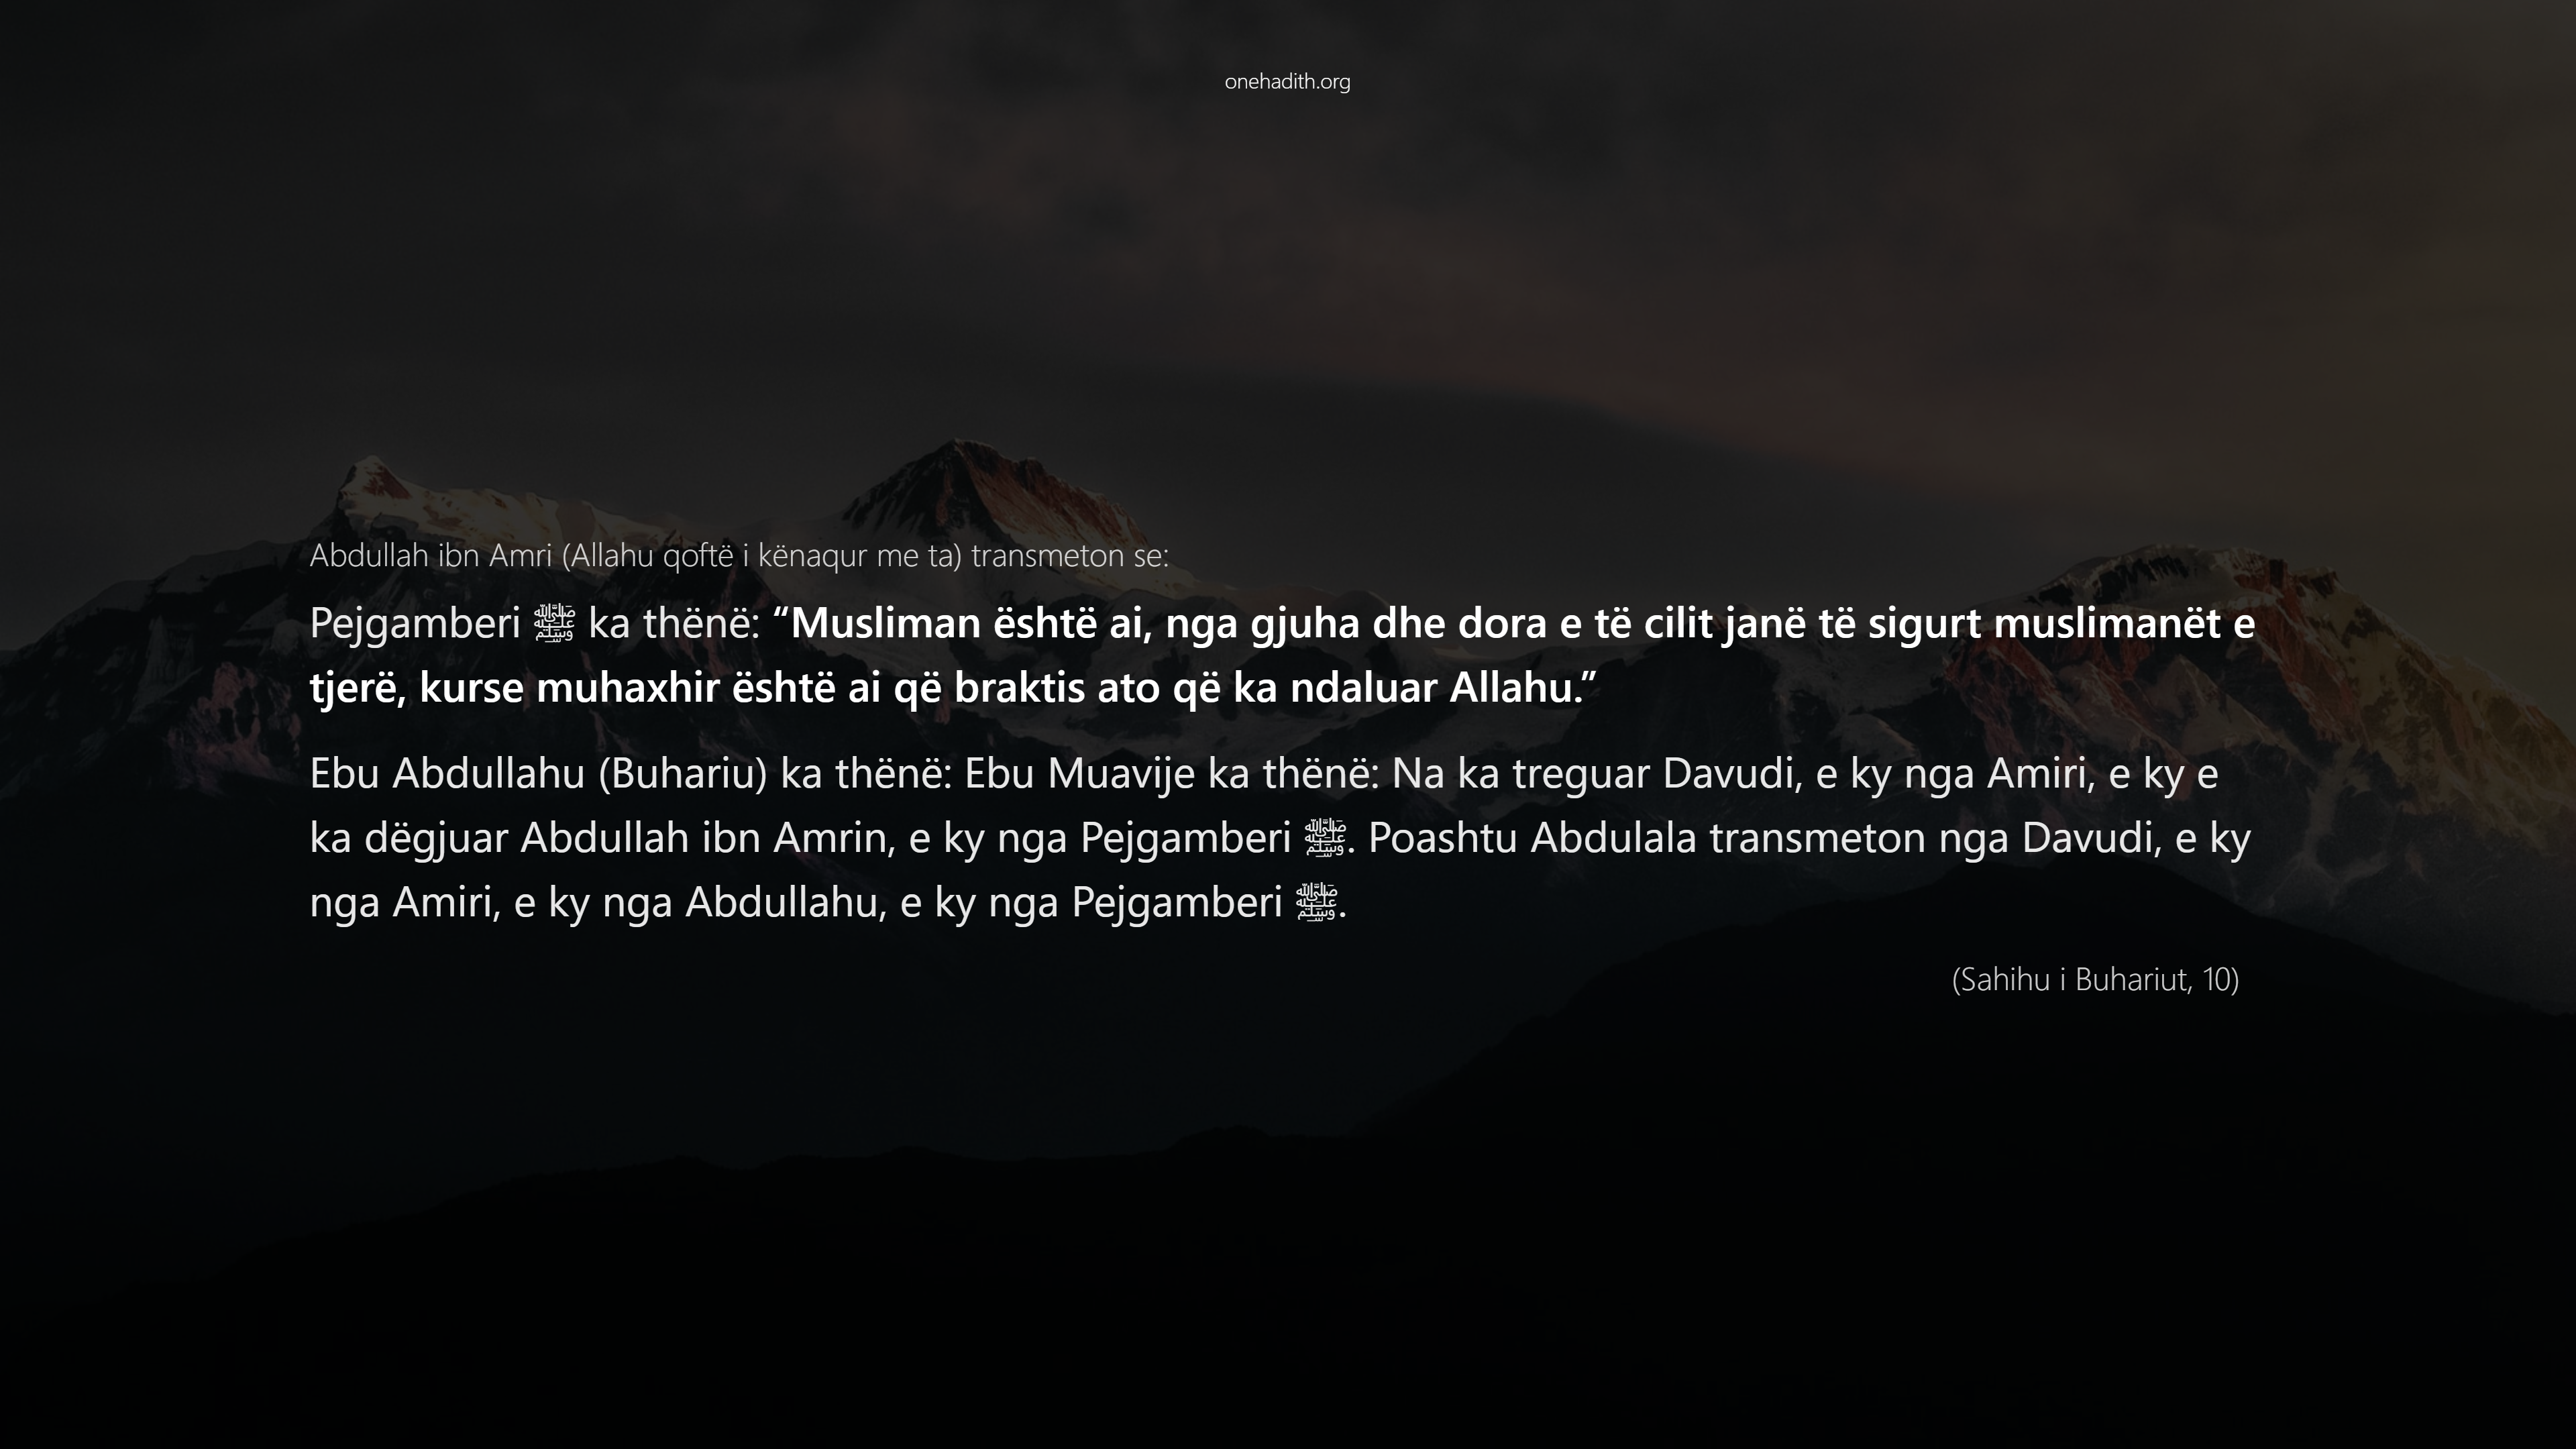 onehadith.org
Abdullah ibn Amri (Allahu qoftë i kënaqur me ta) transmeton se:
Pejgamberi ﷺ ka thënë: “Musliman është ai, nga gjuha dhe dora e të cilit janë të sigurt muslimanët e
tjerë, kurse muhaxhir është ai që braktis ato që ka ndaluar Allahu.”
Ebu Abdullahu (Buhariu) ka thënë: Ebu Muavije ka thënë: Na ka treguar Davudi, e ky nga Amiri, e ky e
ka dëgjuar Abdullah ibn Amrin, e ky nga Pejgamberi ﷺ. Poashtu Abdulala transmeton nga Davudi, e ky
nga Amiri, e ky nga Abdullahu, e ky nga Pejgamberi ﷺ.
(Sahihu i Buhariut, 10)